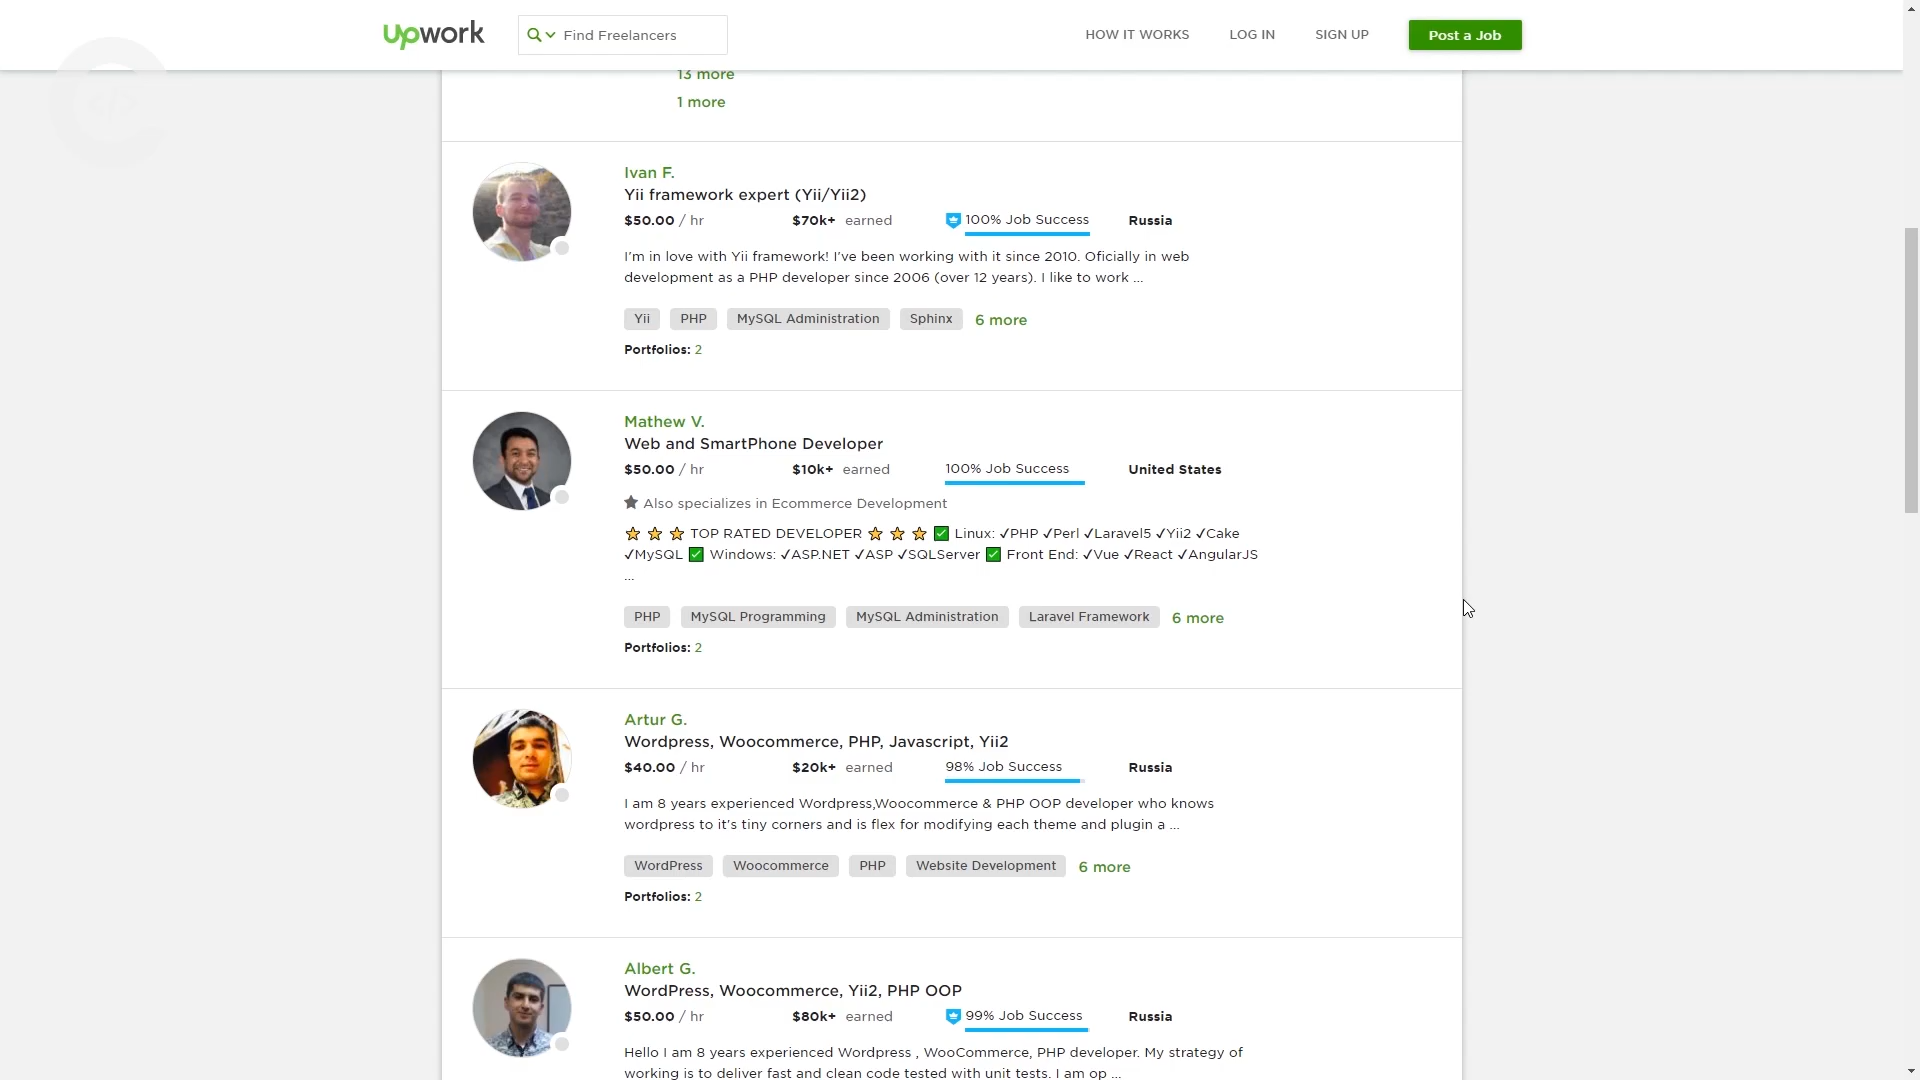 upwork
Find Freelancers
HOW IT WORKS
LOG IN
SIGN UP
Post a Job
13 more
1 more
Ivan F.
Yii framework expert (Yii/Yii2)
$50.00 / hr $70k+ earned 100% Job Success Russia
I'm in love with Yii framework! I've been working with it since 2010. Oficially in web
development as a PHP developer since 2006 (over 12 years). I like to work ...
Yii PHP MySQL Administration Sphinx 6 more
Portfolios: 2
Mathew V.
Web and SmartPhone Developer
$50.00 / hr $10k+ earned 100% Job Success United States
Also specializes in Ecommerce Development
⭐ ⭐ ⭐ TOP RATED DEVELOPER ⭐ ⭐ ⭐ ✅ Linux: ✓PHP ✓Perl ✓Laravel5 ✓Yii2 ✓Cake
✓MySQL ✅ Windows: ✓ASP.NET ✓ASP ✓SQLServer ✅ Front End: ✓Vue ✓React ✓AngularJS
...
PHP MySQL Programming MySQL Administration Laravel Framework 6 more
Portfolios: 2
Artur G.
Wordpress, Woocommerce, PHP, Javascript, Yii2
$40.00 / hr $20k+ earned 98% Job Success Russia
I am 8 years experienced Wordpress,Woocommerce & PHP OOP developer who knows
wordpress to it's tiny corners and is flex for modifying each theme and plugin a ...
WordPress Woocommerce PHP Website Development 6 more
Portfolios: 2
Albert G.
WordPress, Woocommerce, Yii2, PHP OOP
$50.00 / hr $80k+ earned 99% Job Success Russia
Hello I am 8 years experienced Wordpress , WooCommerce, PHP developer. My strategy of
working is to deliver fast and clean code tested with unit tests. I am op ...